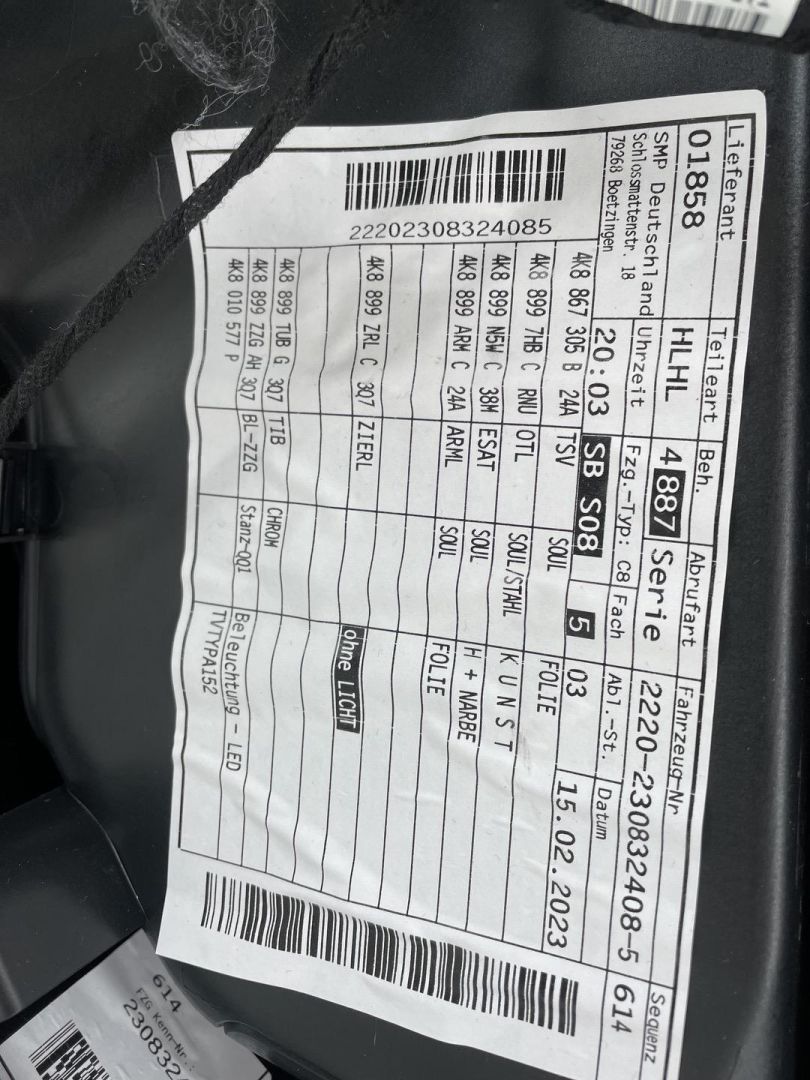 Lieferant Teileart Beh. Abrufart Fahrzeug-Nr Sequenz
01858 HLHL 4 887 Serie 2220-230832408-5 614
SMP Deutschland Uhrzeit Fzg.-Typ: C8 Fach Abl.-St. Datum
Schlossmattenstr. 18
79268 Boetzingen
20:03 SB S08 5 03 15.02.2023
22202308324085
4K8 867 305 B 24A TSV SOUL FOLIE
4K8 899 7HB C RNU OTL SOUL/STAHL K U N S T
4K8 899 N5W C 38M ESAT SOUL H + NARBE
4K8 899 ARM C 24A ARML SOUL FOLIE
4K8 899 ZRL C 3Q7 ZIERL ohne LICHT
4K8 899 TUB G 3Q7 TIB CHROM
4K8 899 ZZG AH 3Q7 BL-ZZG Stanz-QQ1 Beleuchtung - LED
4K8 010 577 P TVTYPA152
614
FZG Kenn-Nr.:
230832